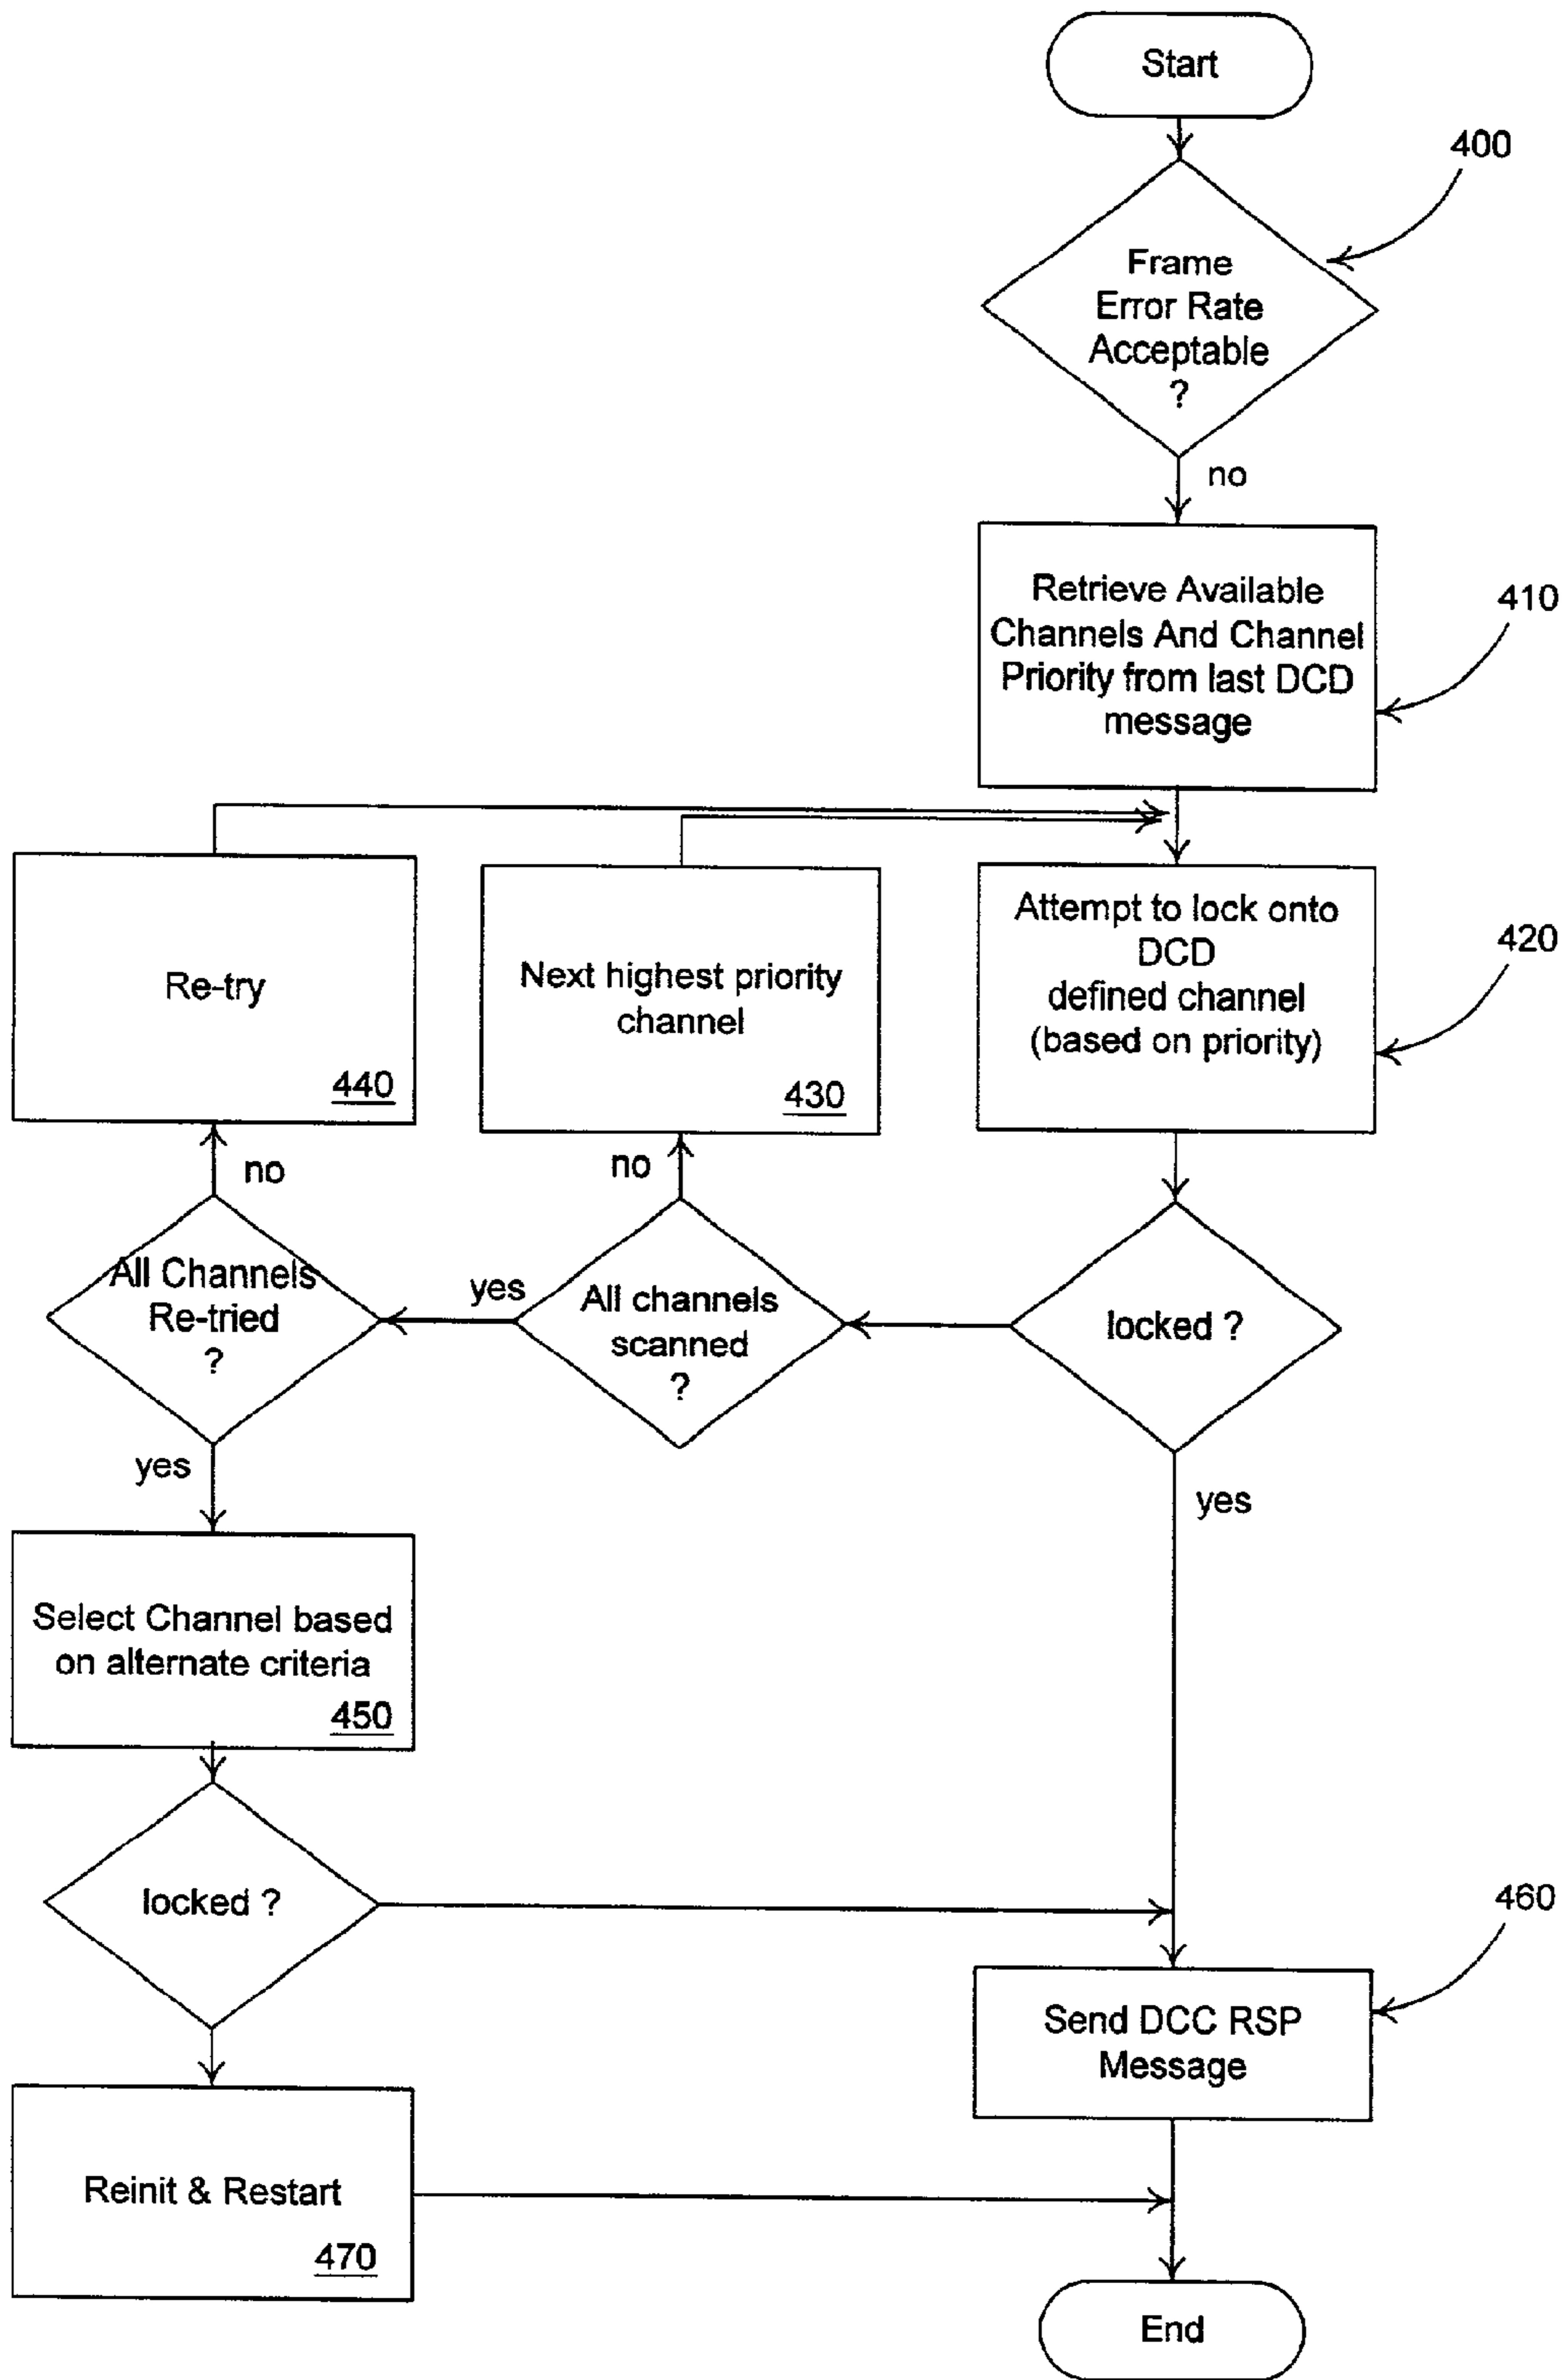 Start
400
Frame
Error Rate
Acceptable
?
no
Retrieve Available
Channels And Channel
Priority from last DCD
message
410
Re-try
440
Next highest priority
channel
430
Attempt to lock onto
DCD
defined channel
(based on priority)
420
no
no
All Channels
Re-tried
?
yes
All channels
scanned
?
locked ?
yes
yes
Select Channel based
on alternate criteria
450
locked ?
460
Send DCC RSP
Message
Reinit & Restart
470
End